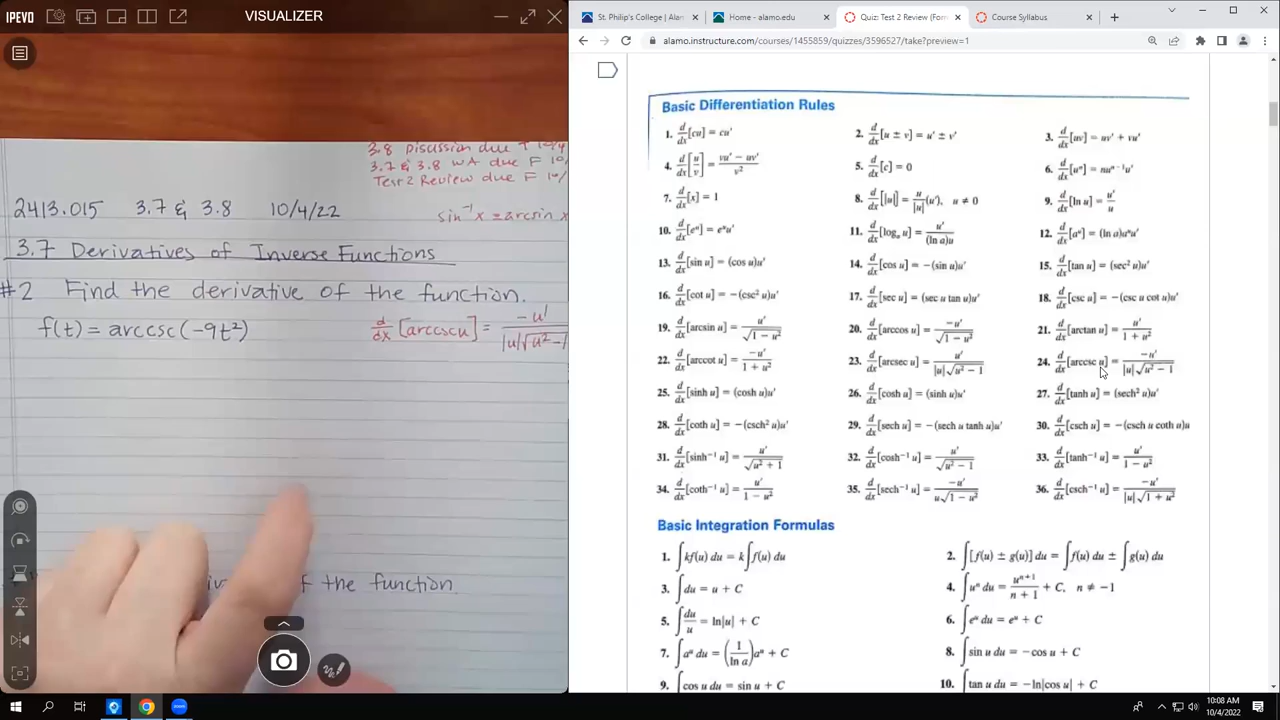 IPEVO
VISUALIZER
3.8 Discussion due T 10/4
3.7 & 3.8 WA due F 10/
Test 2 Review due F 10/
2413.015 3.7 & 3.8 10/4/22
sin⁻¹x = arcsin x
3.7 Derivatives of Inverse Functions
#2 Find the derivative of the function.
f(t) = arccsc(-9t²)
d/dx [arccsc u] = -u'/|u|√u²-1
of the function.
St. Philip's College | Alam
Home - alamo.edu
Quiz: Test 2 Review (Form
Course Syllabus
alamo.instructure.com/courses/1455859/quizzes/3596527/take?preview=1
Basic Differentiation Rules
1. d/dx [cu] = cu'
2. d/dx [u ± v] = u' ± v'
3. d/dx [uv] = uv' + vu'
4. d/dx [u/v] = (vu' − uv')/v²
5. d/dx [c] = 0
6. d/dx [uⁿ] = nuⁿ⁻¹u'
7. d/dx [x] = 1
8. d/dx [|u|] = u/|u| (u'), u ≠ 0
9. d/dx [ln u] = u'/u
10. d/dx [eᵘ] = eᵘu'
11. d/dx [logₐ u] = u'/(ln a)u
12. d/dx [aᵘ] = (ln a)aᵘu'
13. d/dx [sin u] = (cos u)u'
14. d/dx [cos u] = −(sin u)u'
15. d/dx [tan u] = (sec² u)u'
16. d/dx [cot u] = −(csc² u)u'
17. d/dx [sec u] = (sec u tan u)u'
18. d/dx [csc u] = −(csc u cot u)u'
19. d/dx [arcsin u] = u'/√1 − u²
20. d/dx [arccos u] = −u'/√1 − u²
21. d/dx [arctan u] = u'/1 + u²
22. d/dx [arccot u] = −u'/1 + u²
23. d/dx [arcsec u] = u'/|u|√u² − 1
24. d/dx [arccsc u] = −u'/|u|√u² − 1
25. d/dx [sinh u] = (cosh u)u'
26. d/dx [cosh u] = (sinh u)u'
27. d/dx [tanh u] = (sech² u)u'
28. d/dx [coth u] = −(csch² u)u'
29. d/dx [sech u] = −(sech u tanh u)u'
30. d/dx [csch u] = −(csch u coth u)u
31. d/dx [sinh⁻¹ u] = u'/√u² + 1
32. d/dx [cosh⁻¹ u] = u'/√u² − 1
33. d/dx [tanh⁻¹ u] = u'/1 − u²
34. d/dx [coth⁻¹ u] = u'/1 − u²
35. d/dx [sech⁻¹ u] = −u'/u√1 − u²
36. d/dx [csch⁻¹ u] = −u'/|u|√1 + u²
Basic Integration Formulas
1. ∫kf(u) du = k∫f(u) du
2. ∫[f(u) ± g(u)] du = ∫f(u) du ± ∫g(u) du
3. ∫du = u + C
4. ∫uⁿ du = uⁿ⁺¹/n + 1 + C, n ≠ −1
5. ∫du/u = ln|u| + C
6. ∫eᵘ du = eᵘ + C
7. ∫aᵘ du = (1/ln a)aᵘ + C
8. ∫sin u du = −cos u + C
9. ∫cos u du = sin u + C
10. ∫tan u du = −ln|cos u| + C
10:08 AM
10/4/2022